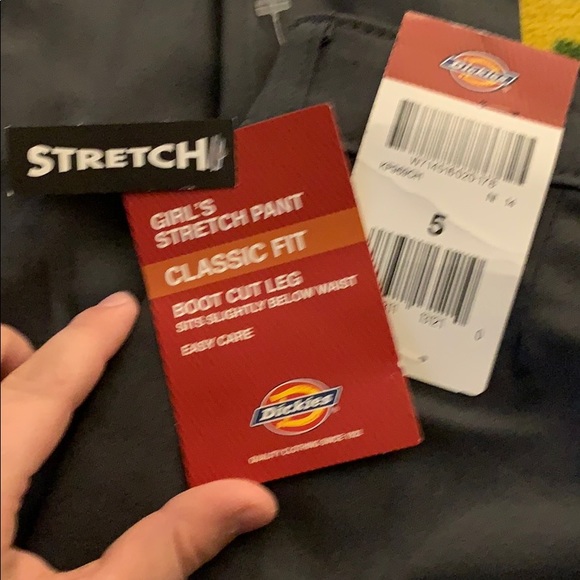 STRETCH
GIRL'S
STRETCH PANT
CLASSIC FIT
BOOT CUT LEG
SITS SLIGHTLY BELOW WAIST
EASY CARE
Dickies
QUALITY CLOTHING SINCE 1922
Dickies
5